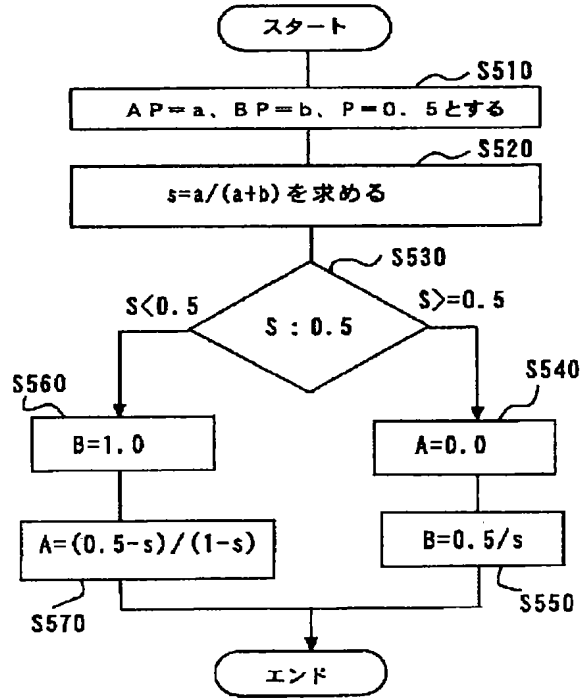 スタート
S510
AP=a、BP=b、P=0.5とする
S520
s=a/(a+b)を求める
S530
S<0.5
S>=0.5
S:0.5
S560
S540
B=1.0
A=0.0
A=(0.5-s)/(1-s)
B=0.5/s
S570
S550
エンド